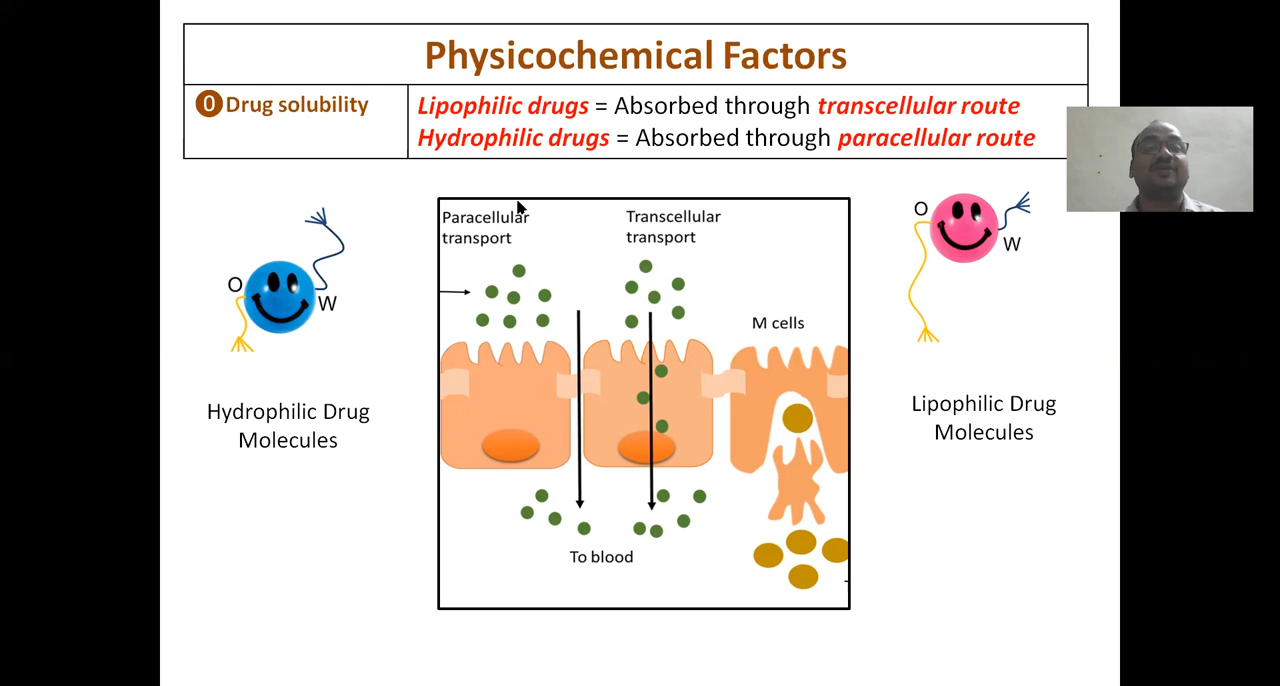 Physicochemical Factors
0 Drug solubility
Lipophilic drugs = Absorbed through transcellular route
Hydrophilic drugs = Absorbed through paracellular route
Paracellular
transport
Transcellular
transport
M cells
To blood
O
W
Hydrophilic Drug
Molecules
O
W
Lipophilic Drug
Molecules